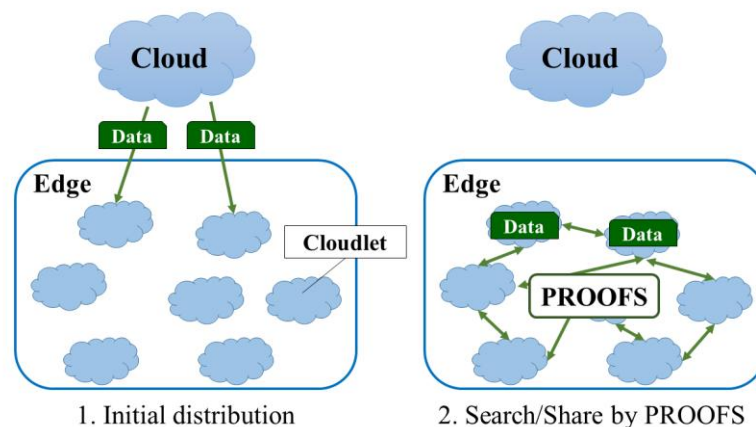 Cloud
Data
Data
Edge
Cloudlet
1. Initial distribution
Cloud
Edge
Data
Data
PROOFS
2. Search/Share by PROOFS